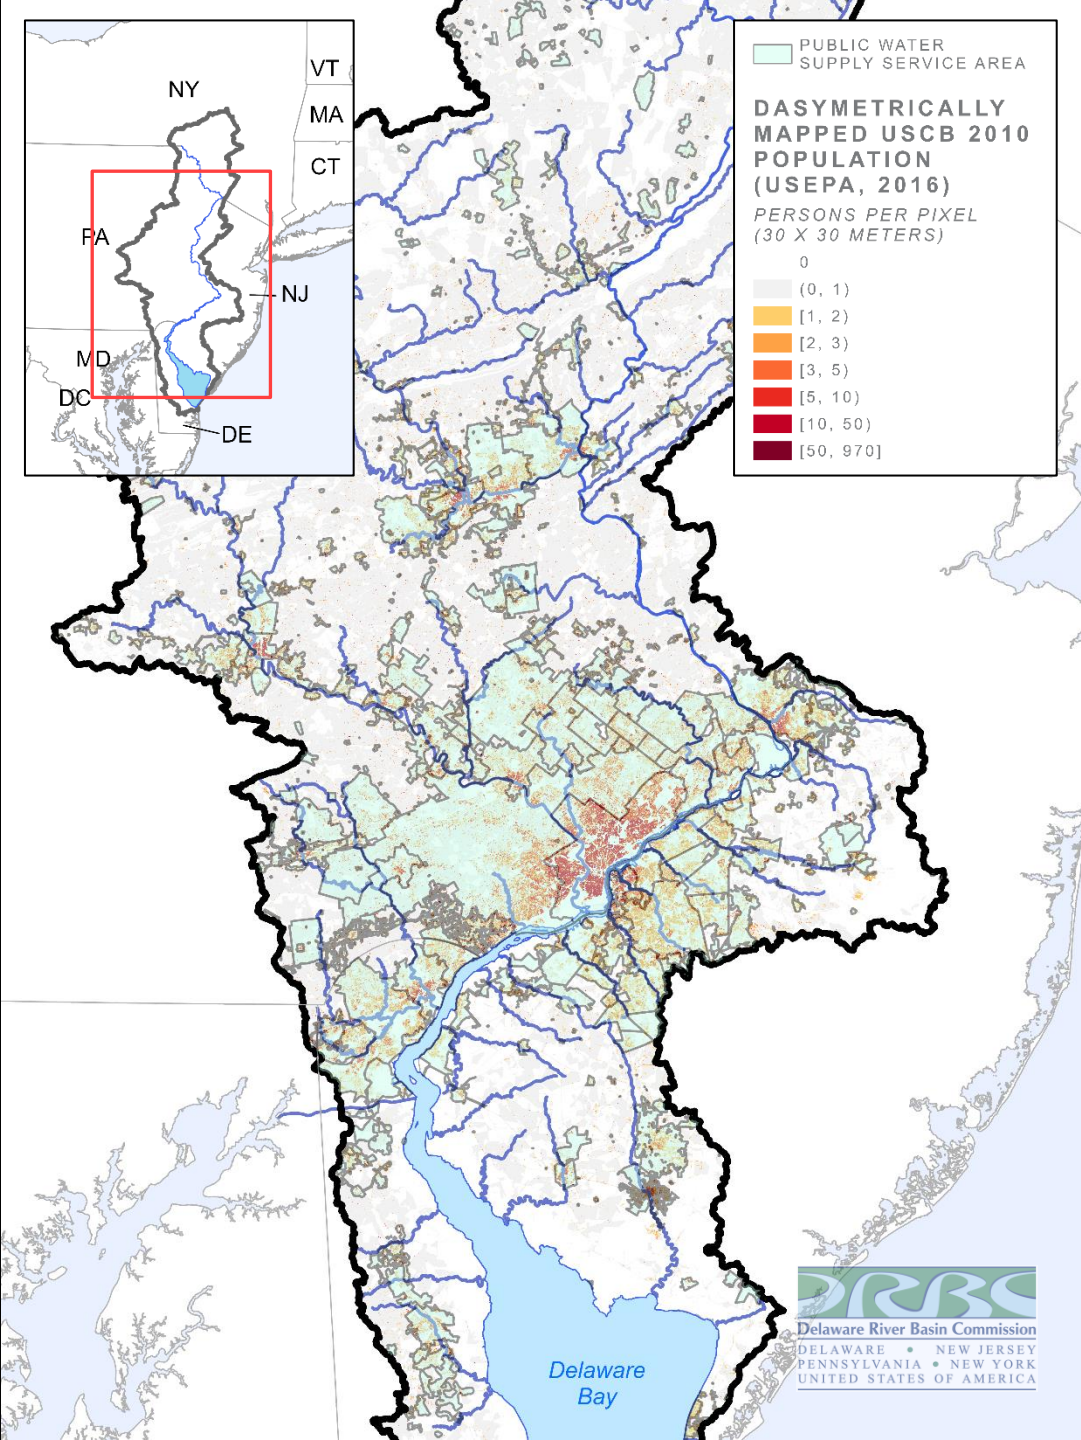 NY
VT
MA
CT
PA
NJ
MD
DC
DE
PUBLIC WATER
SUPPLY SERVICE AREA
DASYMETRICALLY
MAPPED USCB 2010
POPULATION
(USEPA, 2016)
PERSONS PER PIXEL
(30 X 30 METERS)
0
(0, 1)
[1, 2)
[2, 3)
[3, 5)
[5, 10)
[10, 50)
[50, 970]
Delaware
Bay
DRBC
Delaware River Basin Commission
DELAWARE • NEW JERSEY
PENNSYLVANIA • NEW YORK
UNITED STATES OF AMERICA